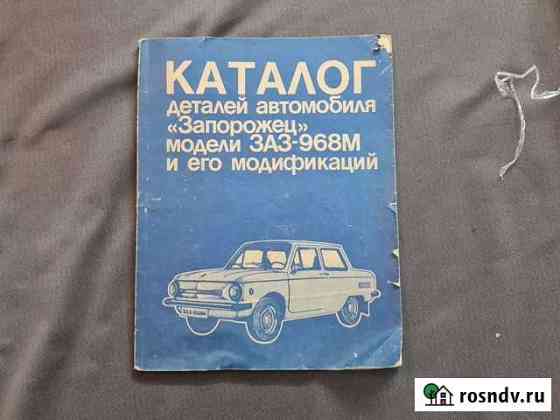 КАТАЛОГ
деталей автомобиля
«Запорожец»
модели ЗАЗ-968М
и его модификаций
rosndv.ru